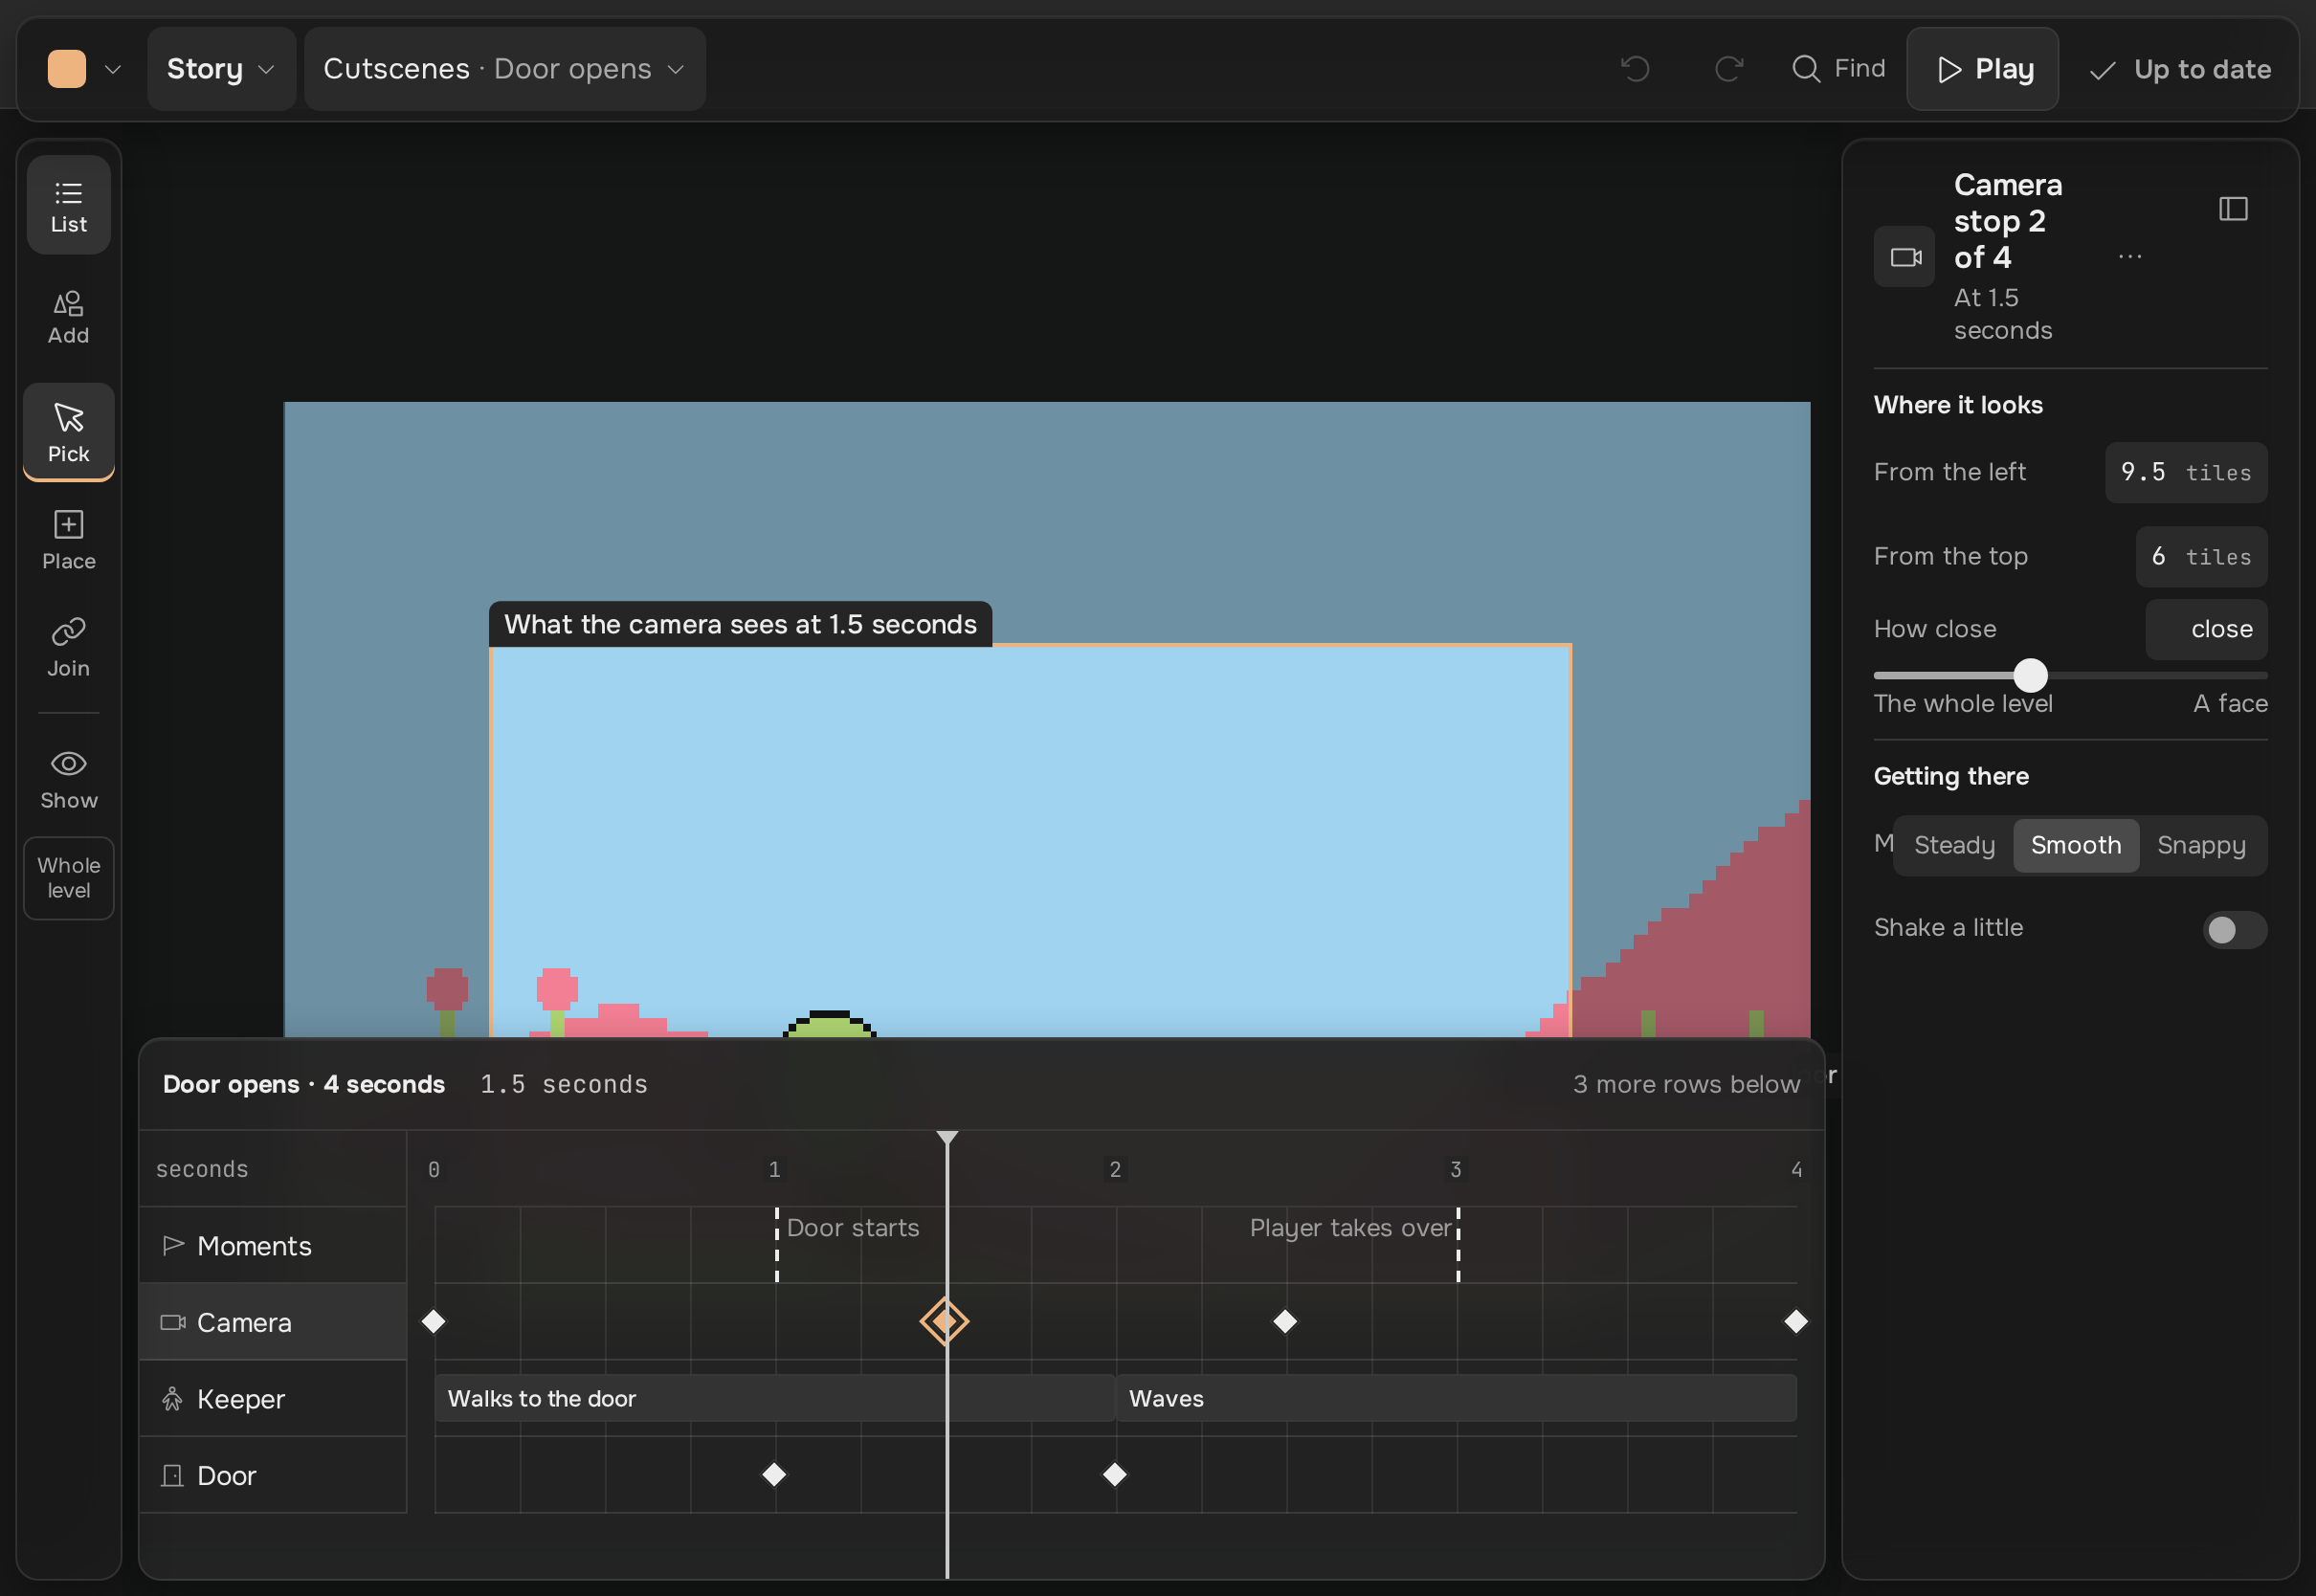 Story
Cutscenes · Door opens
Find
Play
Up to date
List
Add
Pick
Place
Join
Show
Whole
level
What the camera sees at 1.5 seconds
Camera
stop 2
of 4
At 1.5
seconds
Where it looks
From the left
9.5 tiles
From the top
6 tiles
How close
close
The whole level
A face
Getting there
M
Steady
Smooth
Snappy
Shake a little
Door opens · 4 seconds
1.5 seconds
3 more rows below
seconds
0
1
2
3
4
Moments
Door starts
Player takes over
Camera
Keeper
Walks to the door
Waves
Door